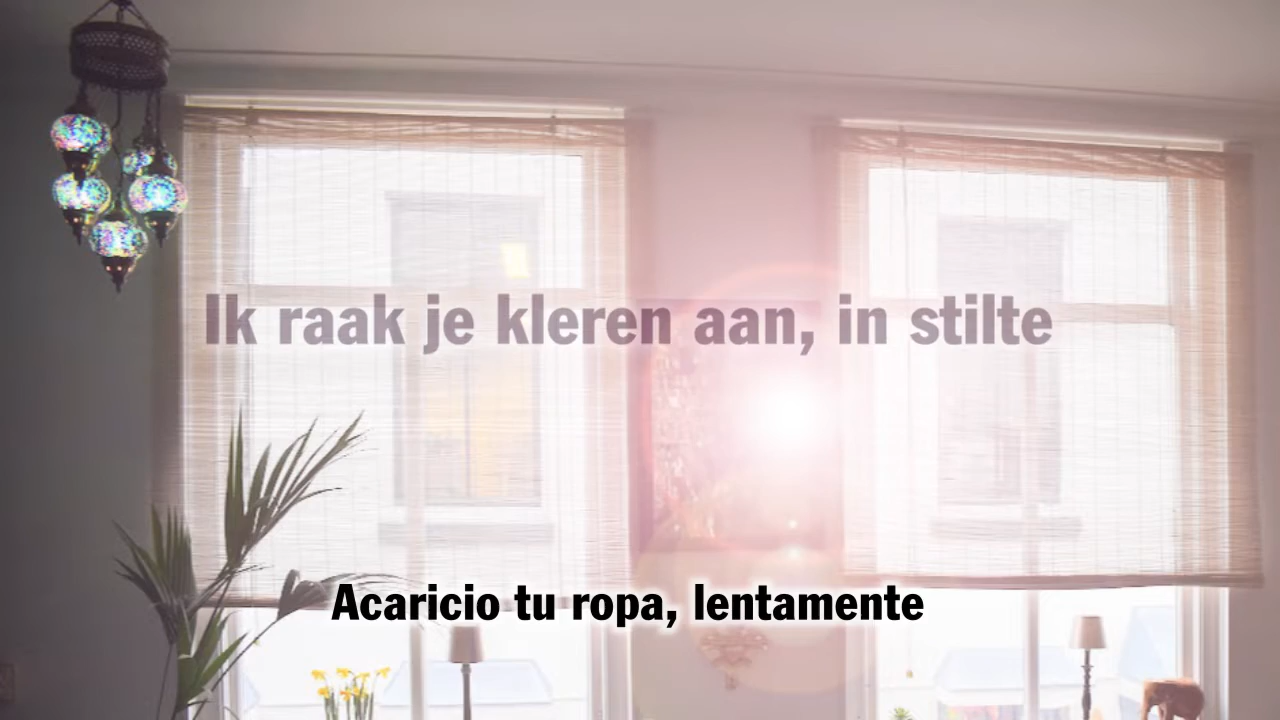 Ik raak je kleren aan, in stilte
Acaricio tu ropa, lentamente